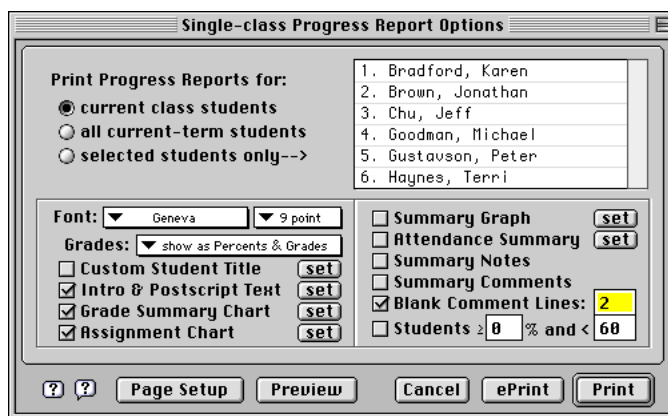 Single-class Progress Report Options
Print Progress Reports for:
current class students
all current-term students
selected students only-->
1. Bradford, Karen
2. Brown, Jonathan
3. Chu, Jeff
4. Goodman, Michael
5. Gustavson, Peter
6. Haynes, Terri
Font: Geneva 9 point
Grades: show as Percents & Grades
Custom Student Title set
Intro & Postscript Text set
Grade Summary Chart set
Assignment Chart set
Summary Graph set
Attendance Summary set
Summary Notes
Summary Comments
Blank Comment Lines: 2
Students ≥ 0 % and < 60
? ? Page Setup Preview Cancel ePrint Print